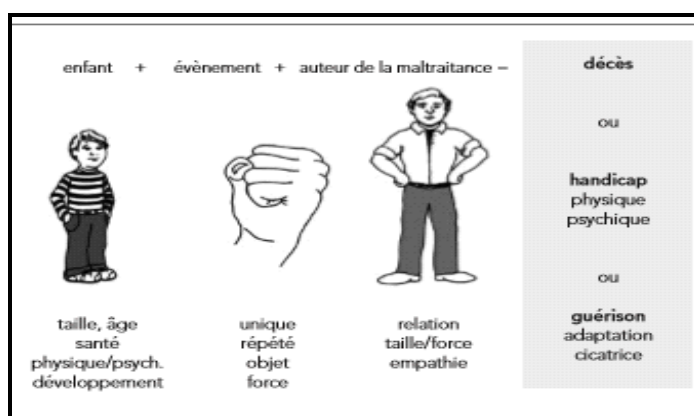 enfant + évènement + auteur de la maltraitance –
taille, âge
santé
physique/psych.
développement
unique
répété
objet
force
relation
taille/force
empathie
décès
ou
handicap
physique
psychique
ou
guérison
adaptation
cicatrice